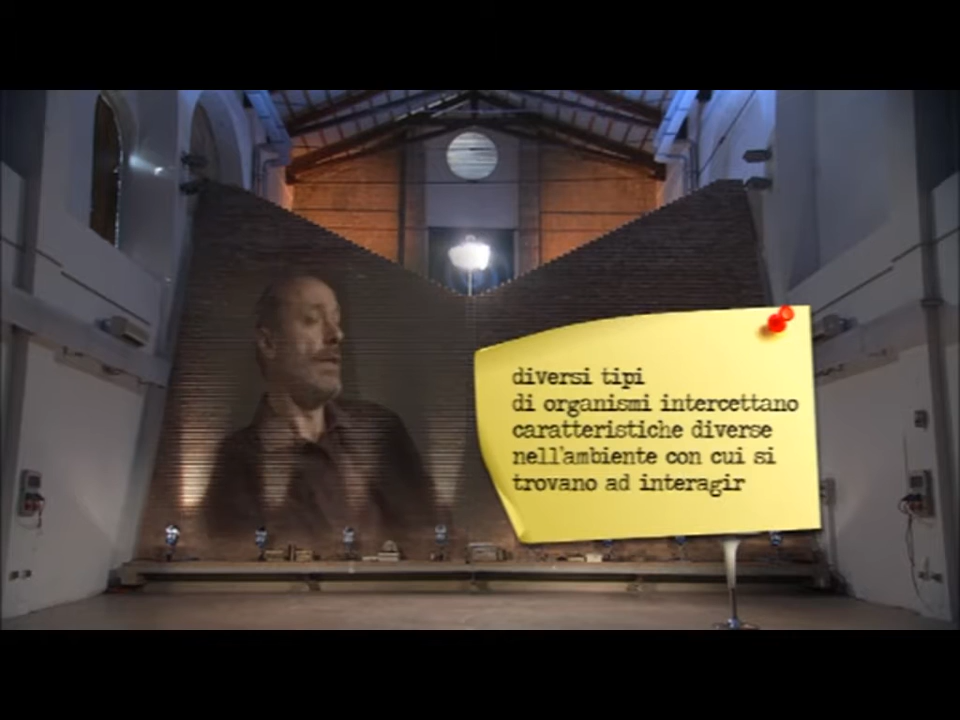 diversi tipi
di organismi intercettano
caratteristiche diverse
nell'ambiente con cui si
trovano ad interagir